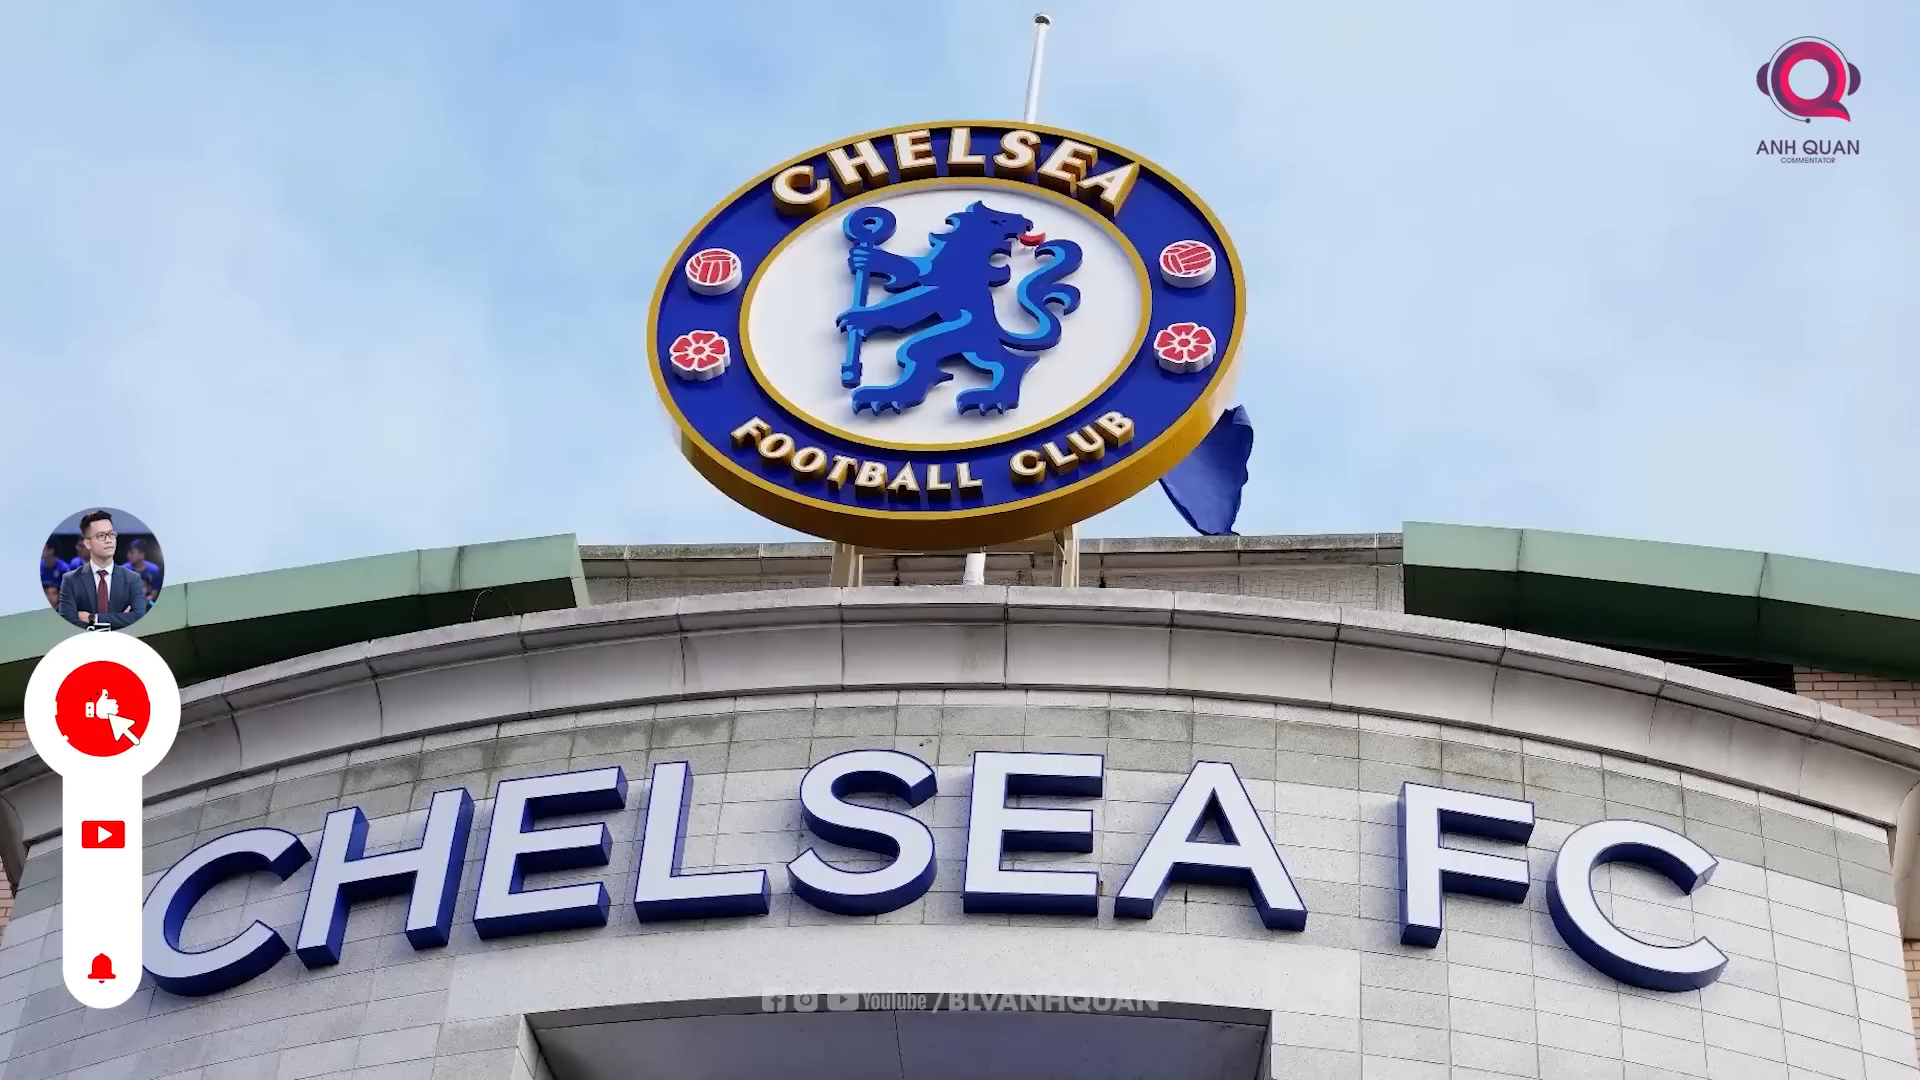 ANH QUAN
COMMENTATOR
CHELSEA
FOOTBALL CLUB
CHELSEA FC
YouTube /BLVANHQUAN